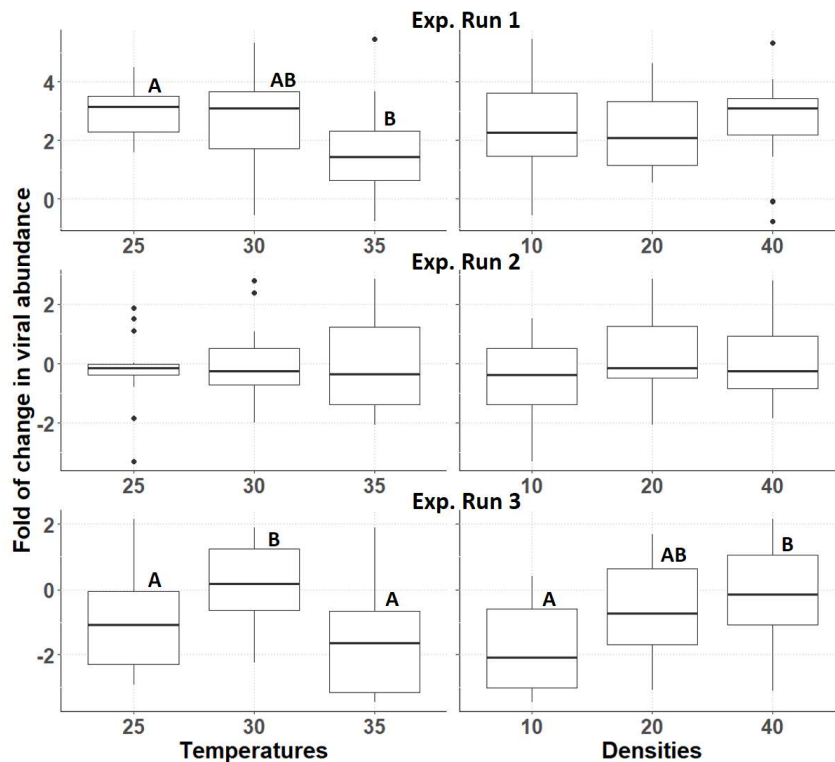 Exp. Run 1
Fold of change in viral abundance
4
2
0
A
AB
B
25
30
35
10
20
40
Exp. Run 2
2
0
-2
25
30
35
10
20
40
Exp. Run 3
2
0
-2
A
B
A
A
AB
B
25
30
35
10
20
40
Temperatures
Densities